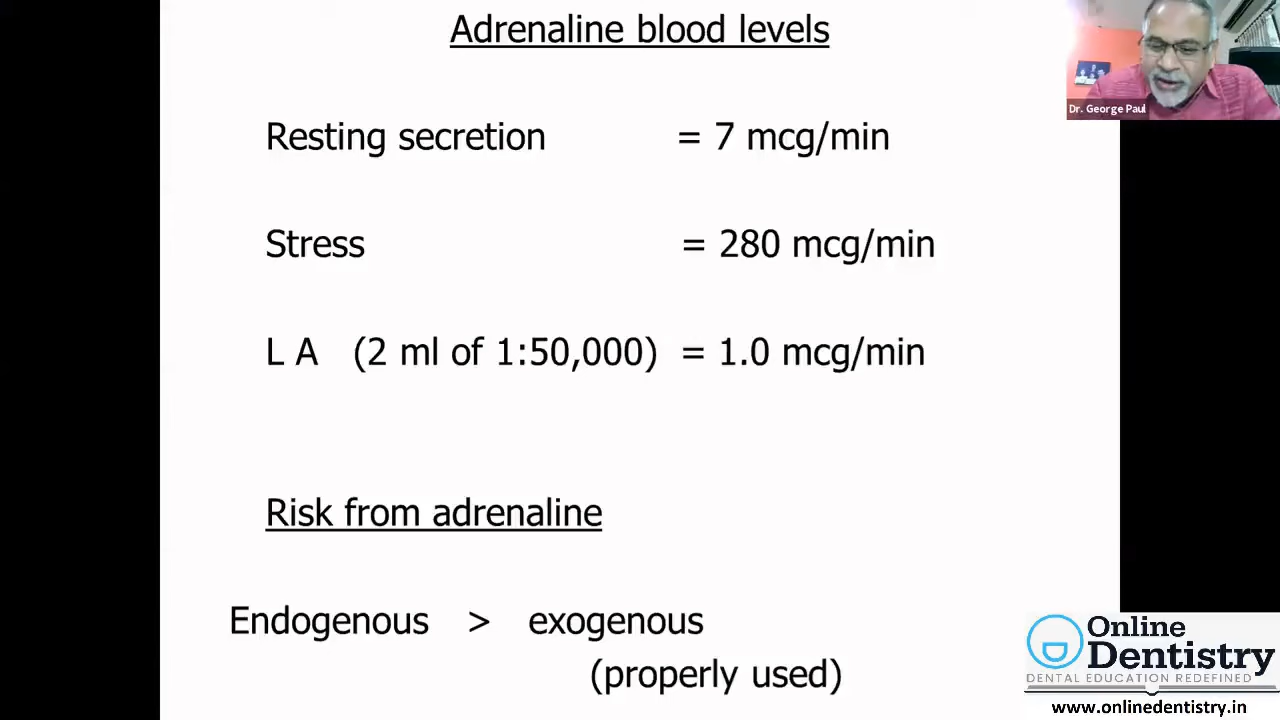 Adrenaline blood levels
Dr. George Paul
Resting secretion = 7 mcg/min
Stress = 280 mcg/min
L A (2 ml of 1:50,000) = 1.0 mcg/min
Risk from adrenaline
Endogenous > exogenous
(properly used)
Online
Dentistry
DENTAL EDUCATION REDEFINED
www.onlinedentistry.in